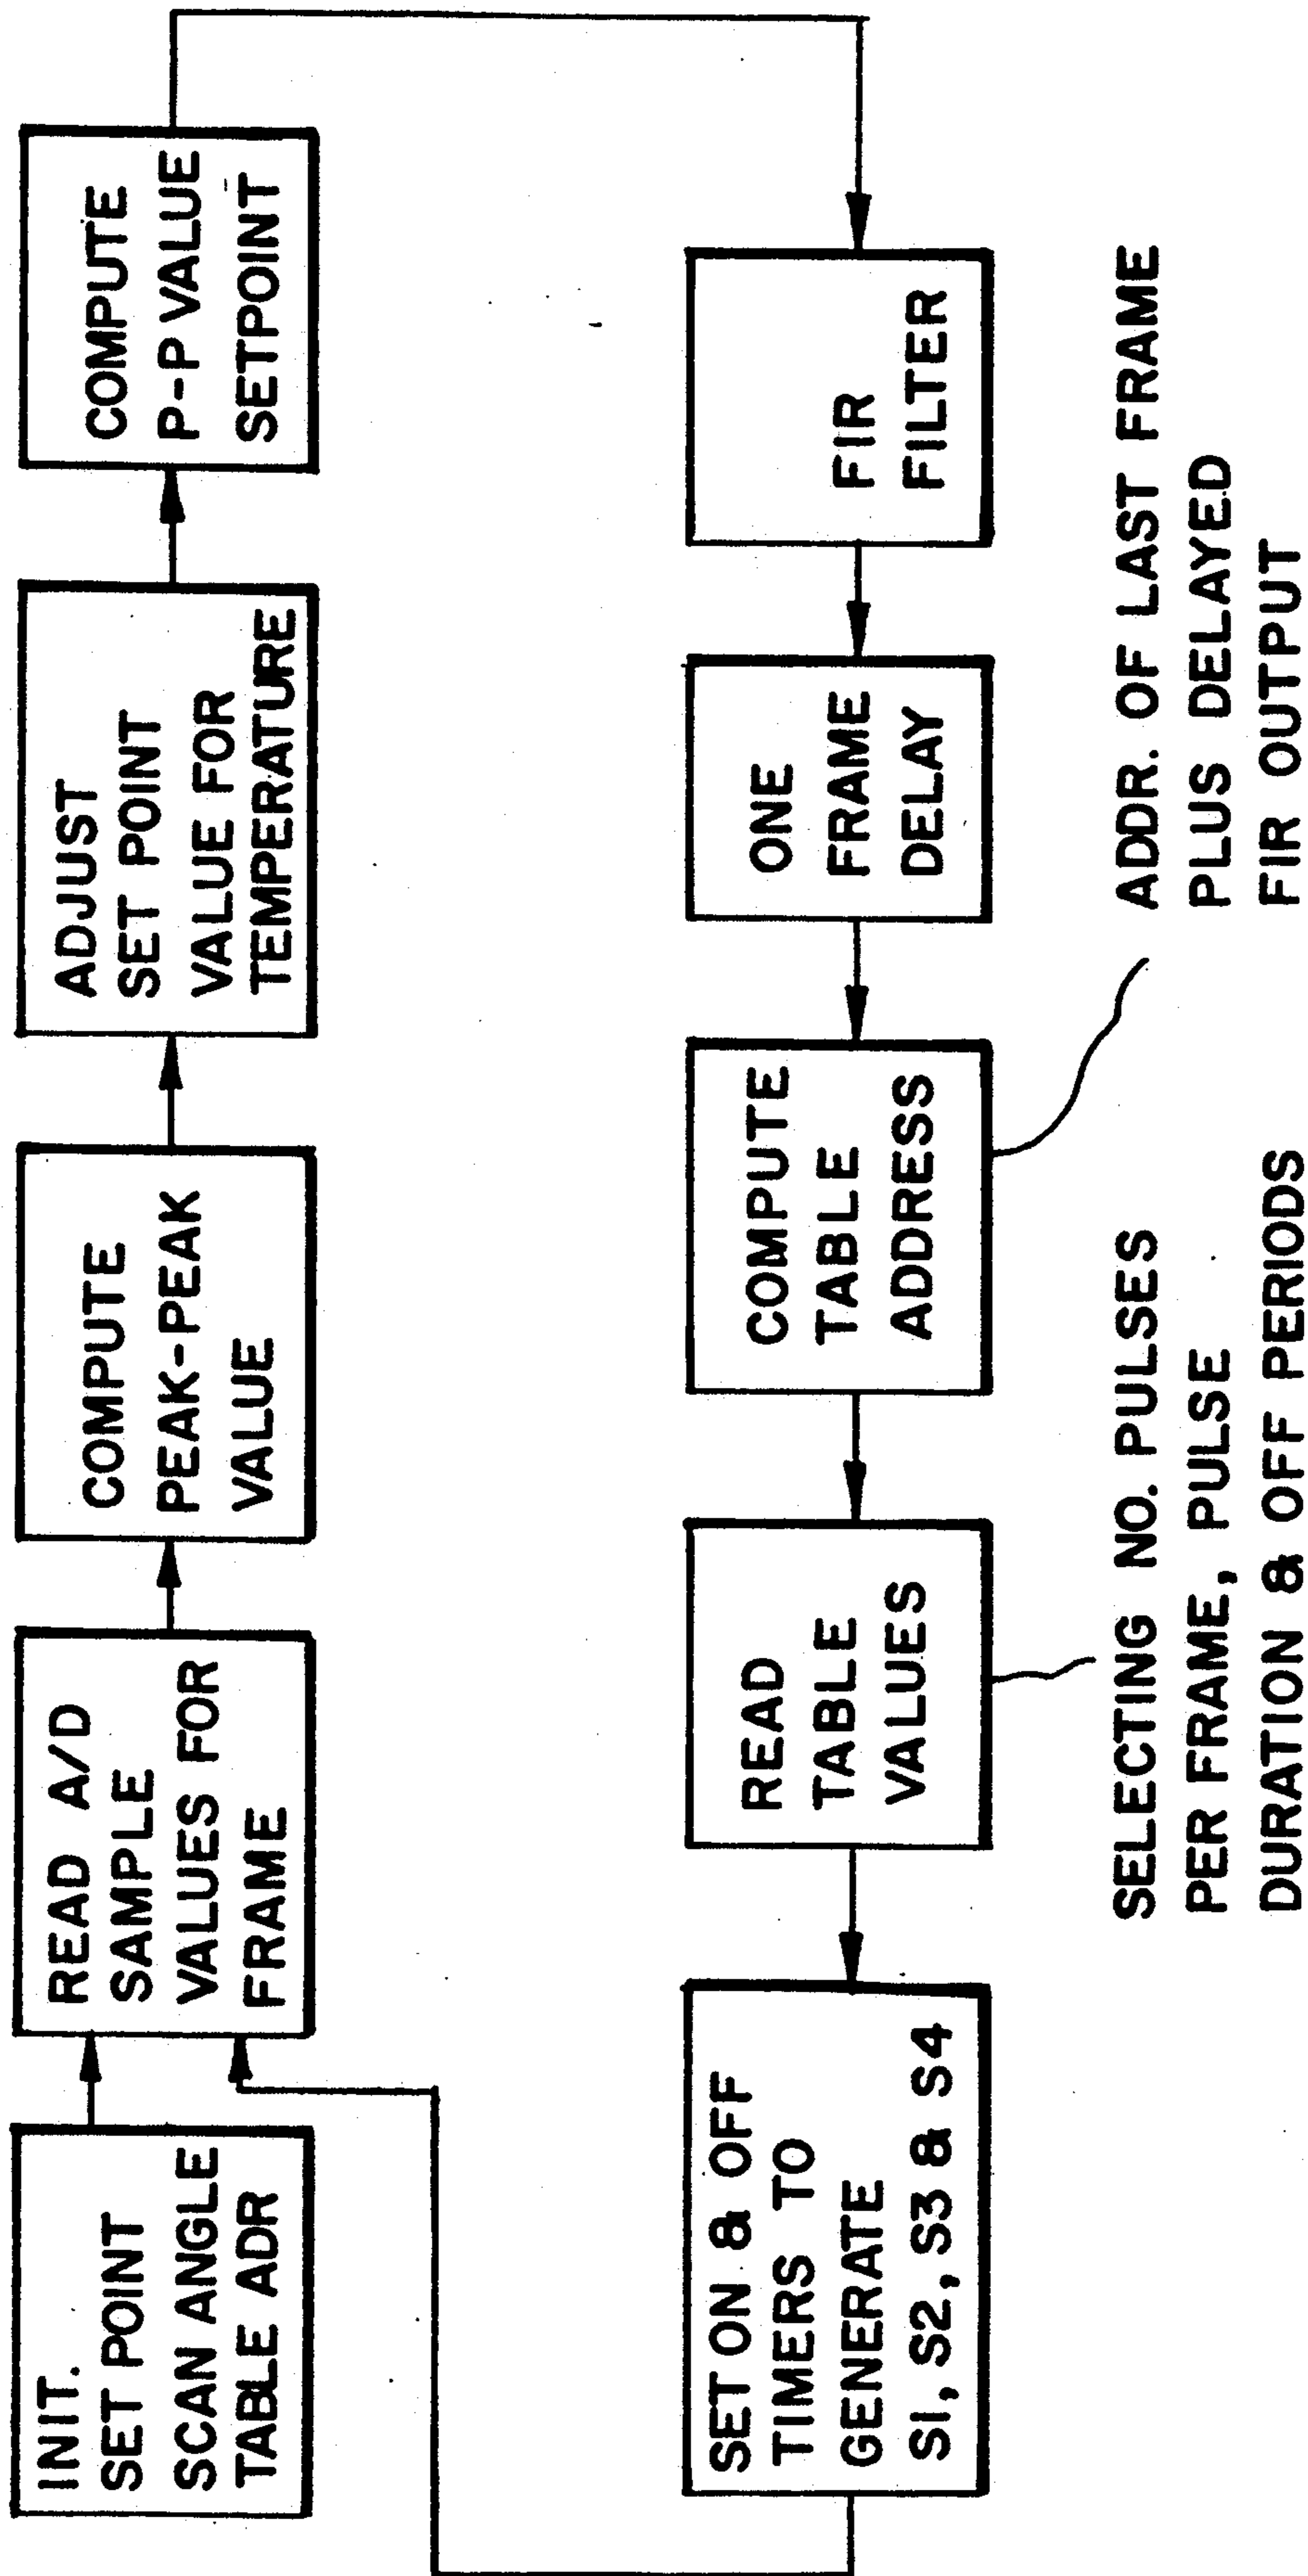 INIT.
SET POINT
SCAN ANGLE
TABLE ADR
READ A/D
SAMPLE
VALUES FOR
FRAME
COMPUTE
PEAK-PEAK
VALUE
ADJUST
SET POINT
VALUE FOR
TEMPERATURE
COMPUTE
P-P VALUE
SETPOINT
FIR
FILTER
ONE
FRAME
DELAY
COMPUTE
TABLE
ADDRESS
ADDR. OF LAST FRAME
PLUS DELAYED
FIR OUTPUT
READ
TABLE
VALUES
SELECTING NO. PULSES
PER FRAME, PULSE
DURATION & OFF PERIODS
SET ON & OFF
TIMERS TO
GENERATE
S1, S2, S3 & S4